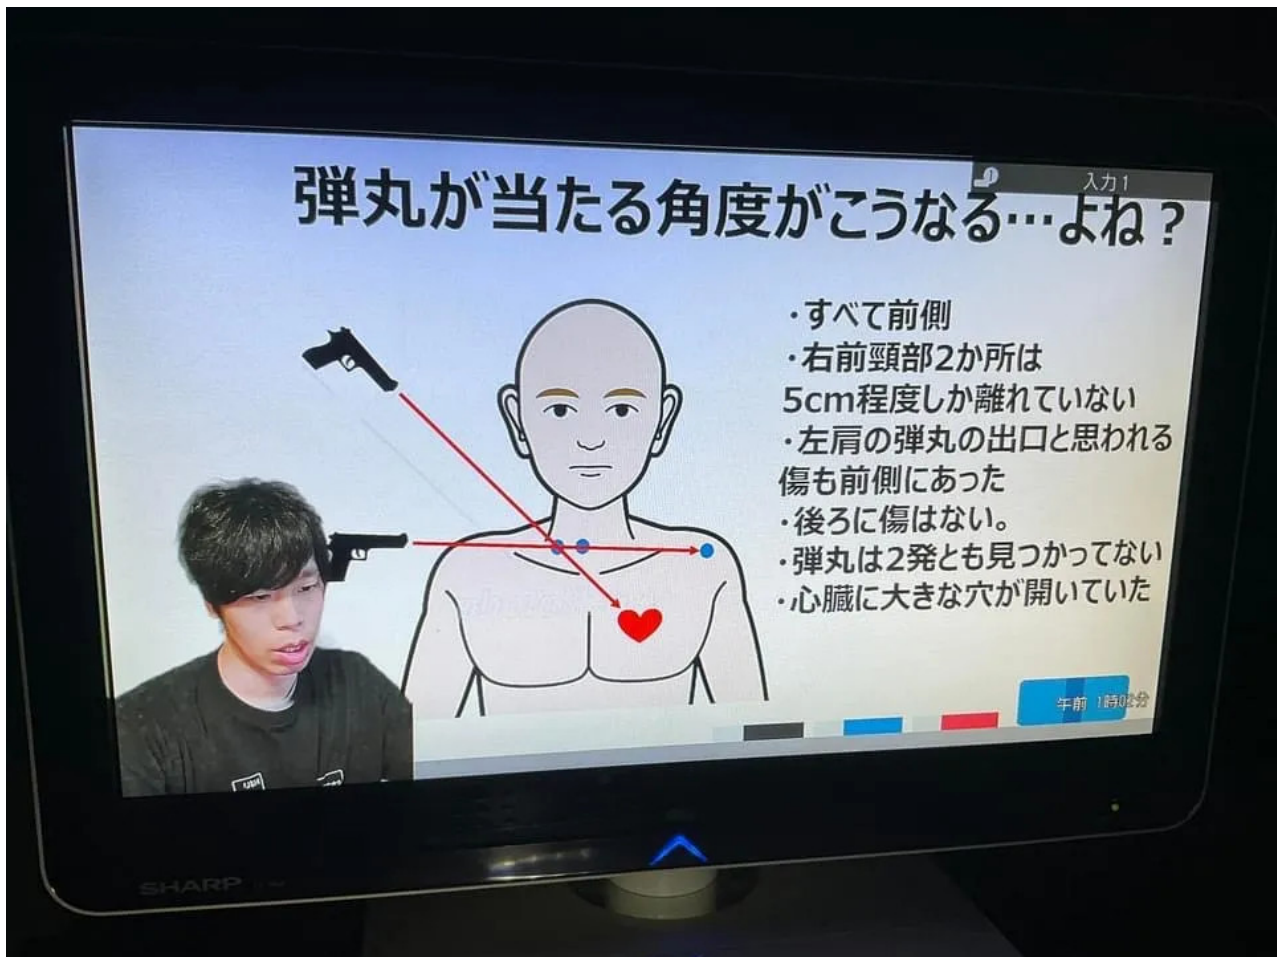 入力1
弾丸が当たる角度がこうなる…よね？
・すべて前側
・右前頸部2か所は
5cm程度しか離れていない
・左肩の弾丸の出口と思われる
傷も前側にあった
・後ろに傷はない。
・弾丸は2発とも見つかってない
・心臓に大きな穴が開いていた
午前 1時02分
SHARP